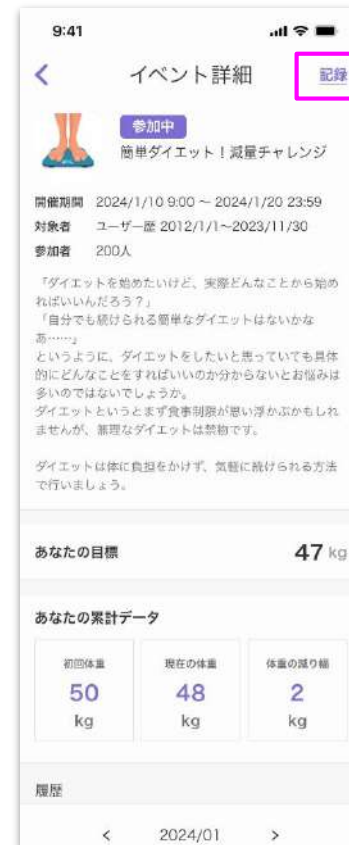 9:41
イベント詳細
記録
参加中
簡単ダイエット！減量チャレンジ
開催期間 2024/1/10 9:00 ～ 2024/1/20 23:59
対象者 ユーザー歴 2012/1/1～2023/11/30
参加者 200人
「ダイエットを始めたいけど、実際どんなことから始め
ればいいんだろう？」
「自分でも続けられる簡単なダイエットはないかな
あ……」
というように、ダイエットをしたいと思っていても具体
的にどんなことをすればいいのか分からないとお悩みは
多いのではないでしょうか。
ダイエットというとまず食事制限が思い浮かぶかもしれ
ませんが、無理なダイエットは禁物です。
ダイエットは体に負担をかけず、気軽に続けられる方法
で行いましょう。
あなたの目標 47 kg
あなたの累計データ
初回体重 現在の体重 体重の減り幅
50 48 2
kg kg kg
履歴
< 2024/01 >